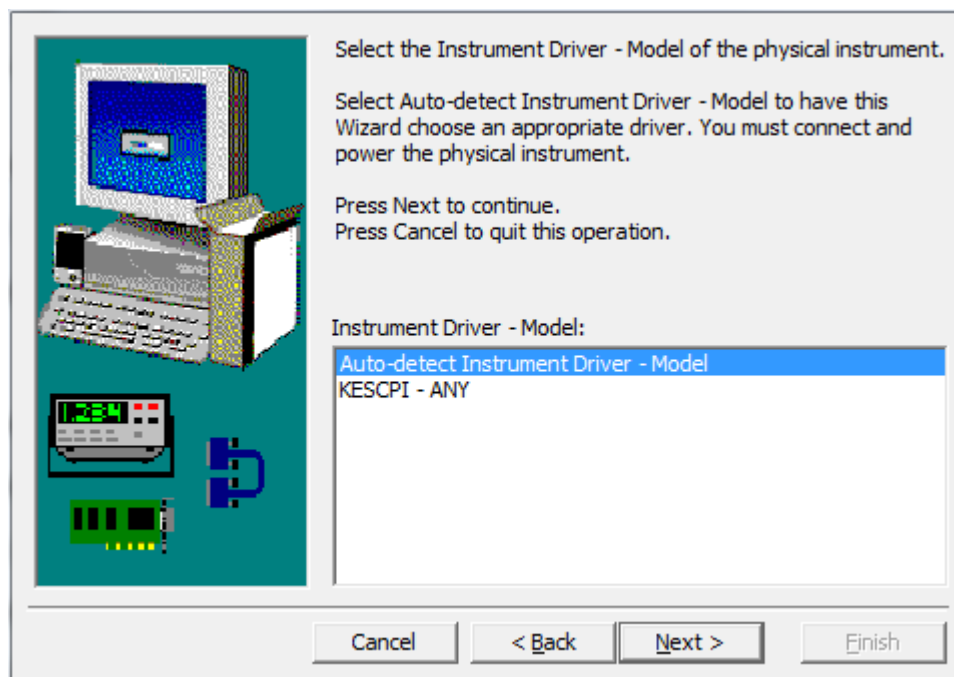 Select the Instrument Driver - Model of the physical instrument.
Select Auto-detect Instrument Driver - Model to have this
Wizard choose an appropriate driver. You must connect and
power the physical instrument.
Press Next to continue.
Press Cancel to quit this operation.
Instrument Driver - Model:
Auto-detect Instrument Driver - Model
KESCPI - ANY
1.284
Cancel
< Back
Next >
Finish